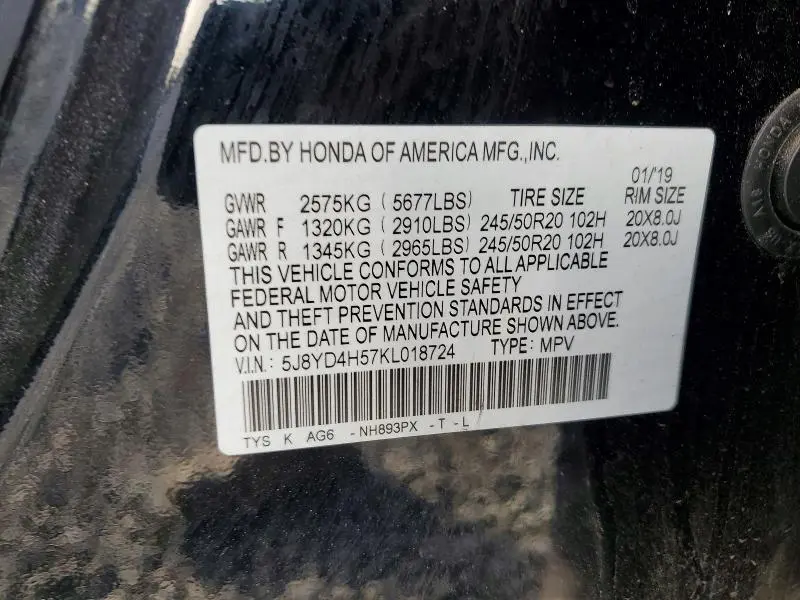 MFD.BY HONDA OF AMERICA MFG.,INC.
01/'19
GVWR 2575KG ( 5677LBS) TIRE SIZE RIM SIZE
GAWR F 1320KG ( 2910LBS) 245/50R20 102H 20X8.0J
GAWR R 1345KG ( 2965LBS) 245/50R20 102H 20X8.0J
THIS VEHICLE CONFORMS TO ALL APPLICABLE
FEDERAL MOTOR VEHICLE SAFETY
AND THEFT PREVENTION STANDARDS IN EFFECT
ON THE DATE OF MANUFACTURE SHOWN ABOVE.
V.I.N: 5J8YD4H57KL018724 TYPE: MPV
TYS K AG6 -NH893PX -T -L
HONDA